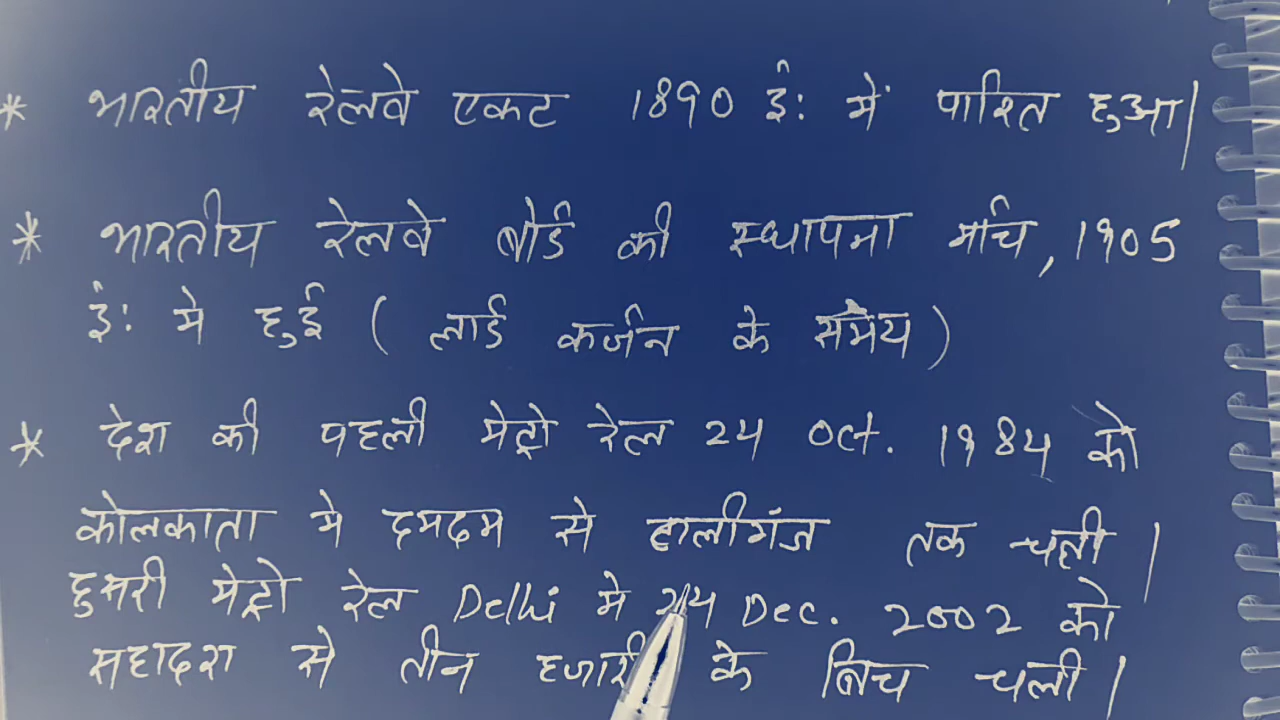 * भारतीय रेलवे एकट 1890 ई: में पारित हुआ।
* भारतीय रेलवे बोर्ड की स्थापना मार्च, 1905
ई: मे हुई ( लार्ड कर्जन के समय )
* देश की पहली मेट्रो रेल 24 Oct. 1984 को
कोलकाता मे दमदम से टालीगंज तक चली।
दुसरी मेट्रो रेल Delhi मे 24 Dec. 2002 को
सहादरा से तीन हजारी के बिच चली।